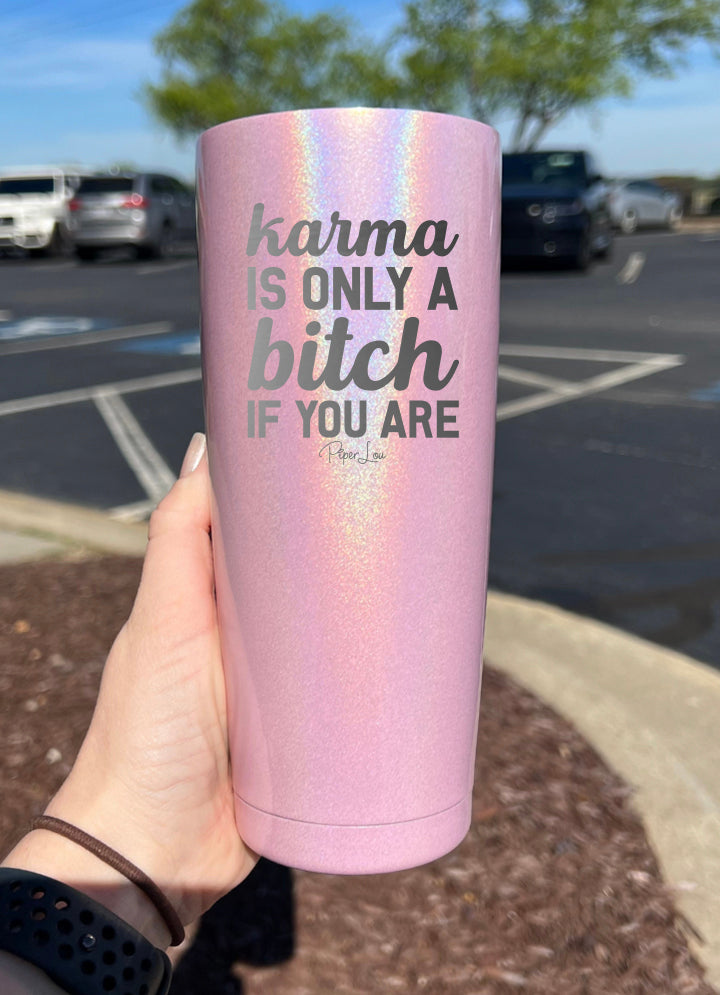 karma
IS ONLY A
bitch
IF YOU ARE
Piper Lou